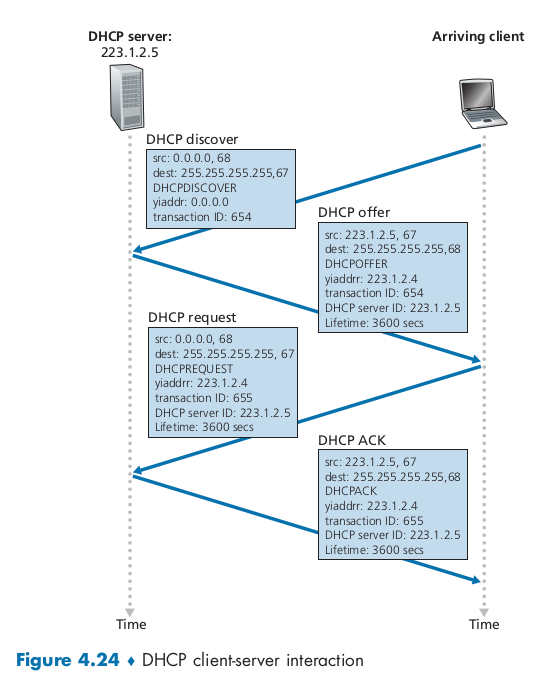 DHCP server:
223.1.2.5
Arriving client
DHCP discover
src: 0.0.0.0, 68
dest: 255.255.255.255,67
DHCPDISCOVER
yiaddr: 0.0.0.0
transaction ID: 654
DHCP offer
src: 223.1.2.5, 67
dest: 255.255.255.255,68
DHCPOFFER
yiaddrr: 223.1.2.4
transaction ID: 654
DHCP server ID: 223.1.2.5
Lifetime: 3600 secs
DHCP request
src: 0.0.0.0, 68
dest: 255.255.255.255, 67
DHCPREQUEST
yiaddrr: 223.1.2.4
transaction ID: 655
DHCP server ID: 223.1.2.5
Lifetime: 3600 secs
DHCP ACK
src: 223.1.2.5, 67
dest: 255.255.255.255,68
DHCPACK
yiaddrr: 223.1.2.4
transaction ID: 655
DHCP server ID: 223.1.2.5
Lifetime: 3600 secs
Time
Time
Figure 4.24 ♦ DHCP client-server interaction